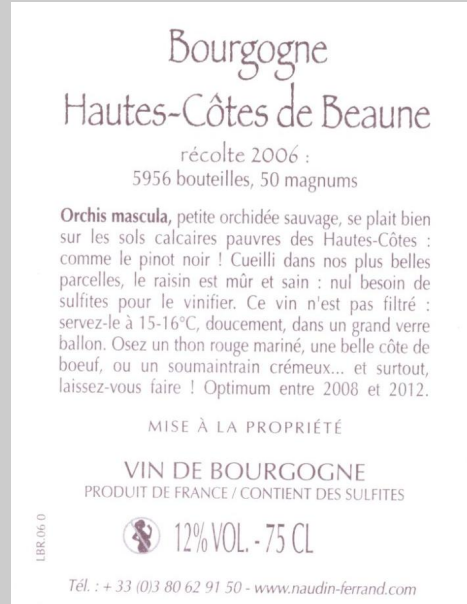 Bourgogne
Hautes-Côtes de Beaune
récolte 2006 :
5956 bouteilles, 50 magnums
Orchis mascula, petite orchidée sauvage, se plait bien
sur les sols calcaires pauvres des Hautes-Côtes :
comme le pinot noir ! Cueilli dans nos plus belles
parcelles, le raisin est mûr et sain : nul besoin de
sulfites pour le vinifier. Ce vin n'est pas filtré :
servez-le à 15-16°C, doucement, dans un grand verre
ballon. Osez un thon rouge mariné, une belle côte de
boeuf, ou un soumaintrain crémeux... et surtout,
laissez-vous faire ! Optimum entre 2008 et 2012.
MISE À LA PROPRIÉTÉ
VIN DE BOURGOGNE
PRODUIT DE FRANCE / CONTIENT DES SULFITES
12% VOL. - 75 CL
LBR.06 0
Tél. : + 33 (0)3 80 62 91 50 - www.naudin-ferrand.com